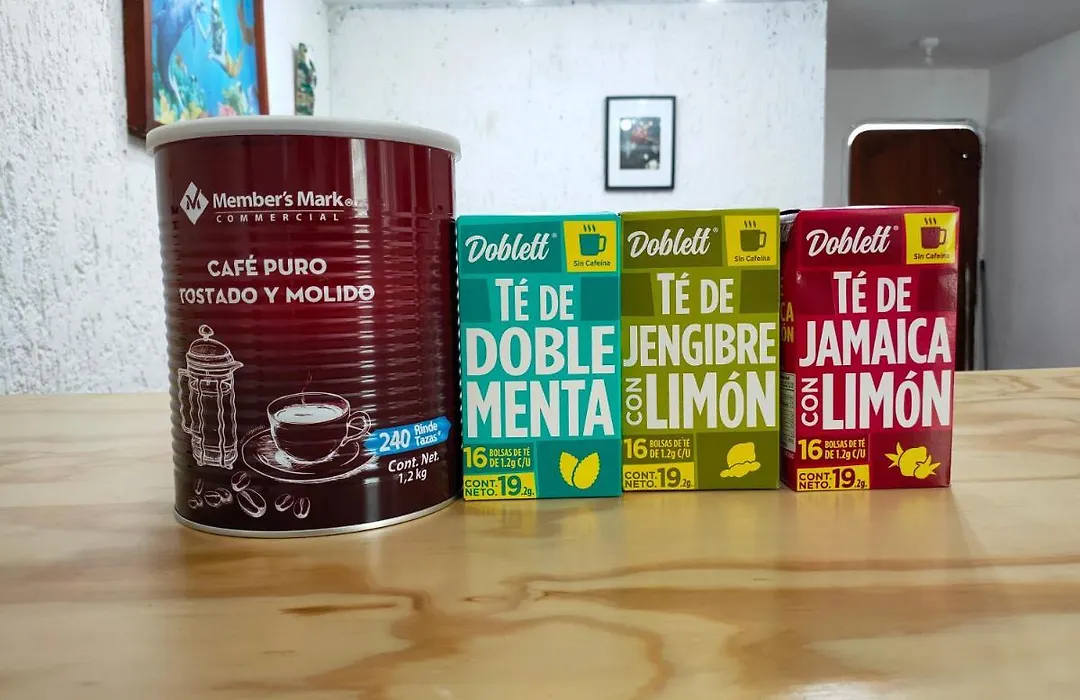 Member's Mark®
COMMERCIAL
CAFÉ PURO
TOSTADO Y MOLIDO
240 Rinde
Tazas*
Cont. Net.
1,2 kg
Doblett®
Sin Cafeína
TÉ DE
DOBLE
MENTA
16 BOLSAS DE TÉ
DE 1.2g C/U
CONT.
NETO. 19.2g.
Doblett®
Sin Cafeína
TÉ DE
JENGIBRE
CON LIMÓN
16 BOLSAS DE TÉ
DE 1.2g C/U
CONT.
NETO. 19.2g.
Doblett®
Sin Cafeína
TÉ DE
JAMAICA
CON LIMÓN
16 BOLSAS DE TÉ
DE 1.2g C/U
CONT.
NETO. 19.2g.